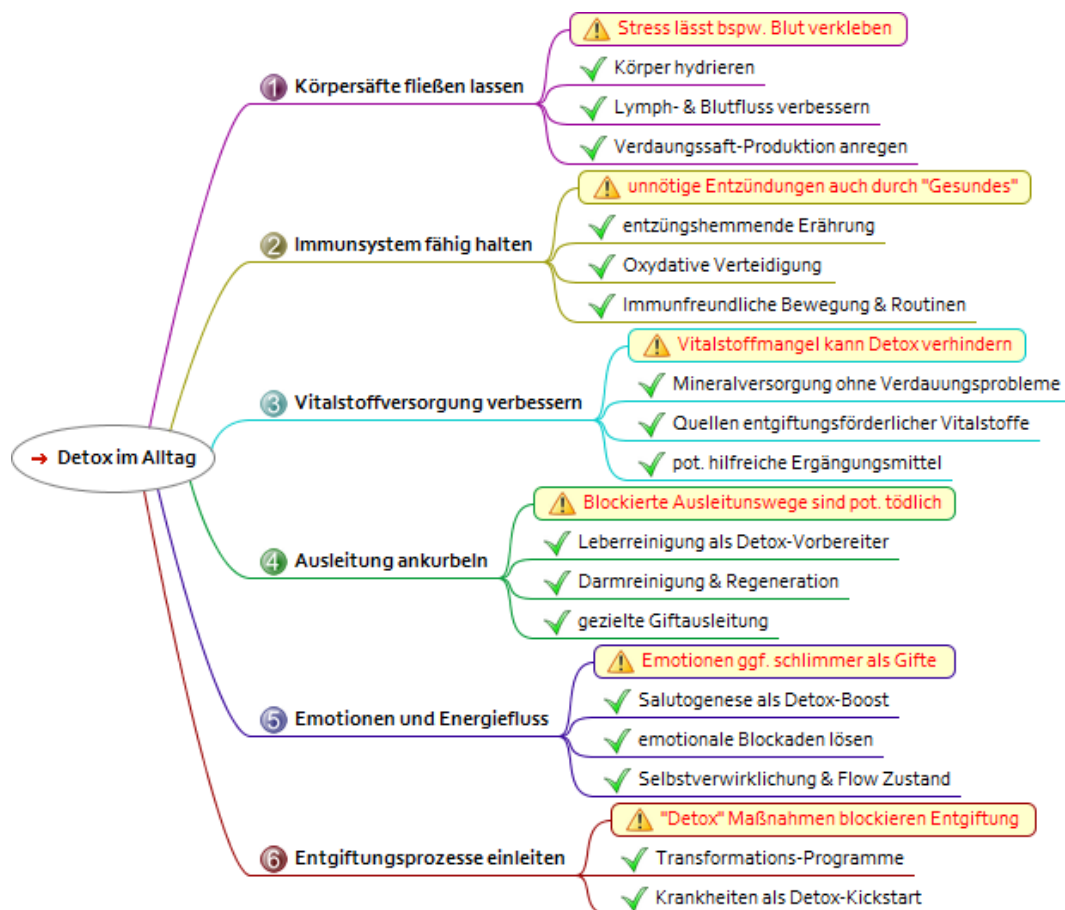 Detox im Alltag
1 Körpersäfte fließen lassen
Stress lässt bspw. Blut verkleben
Körper hydrieren
Lymph- & Blutfluss verbessern
Verdaungssaft-Produktion anregen
2 Immunsystem fähig halten
unnötige Entzündungen auch durch "Gesundes"
entzüngshemmende Erährung
Oxydative Verteidigung
Immunfreundliche Bewegung & Routinen
3 Vitalstoffversorgung verbessern
Vitalstoffmangel kann Detox verhindern
Mineralversorgung ohne Verdauungsprobleme
Quellen entgiftungsförderlicher Vitalstoffe
pot. hilfreiche Ergängungsmittel
4 Ausleitung ankurbeln
Blockierte Ausleitunswege sind pot. tödlich
Leberreinigung als Detox-Vorbereiter
Darmreinigung & Regeneration
gezielte Giftausleitung
5 Emotionen und Energiefluss
Emotionen ggf. schlimmer als Gifte
Salutogenese als Detox-Boost
emotionale Blockaden lösen
Selbstverwirklichung & Flow Zustand
6 Entgiftungsprozesse einleiten
"Detox" Maßnahmen blockieren Entgiftung
Transformations-Programme
Krankheiten als Detox-Kickstart